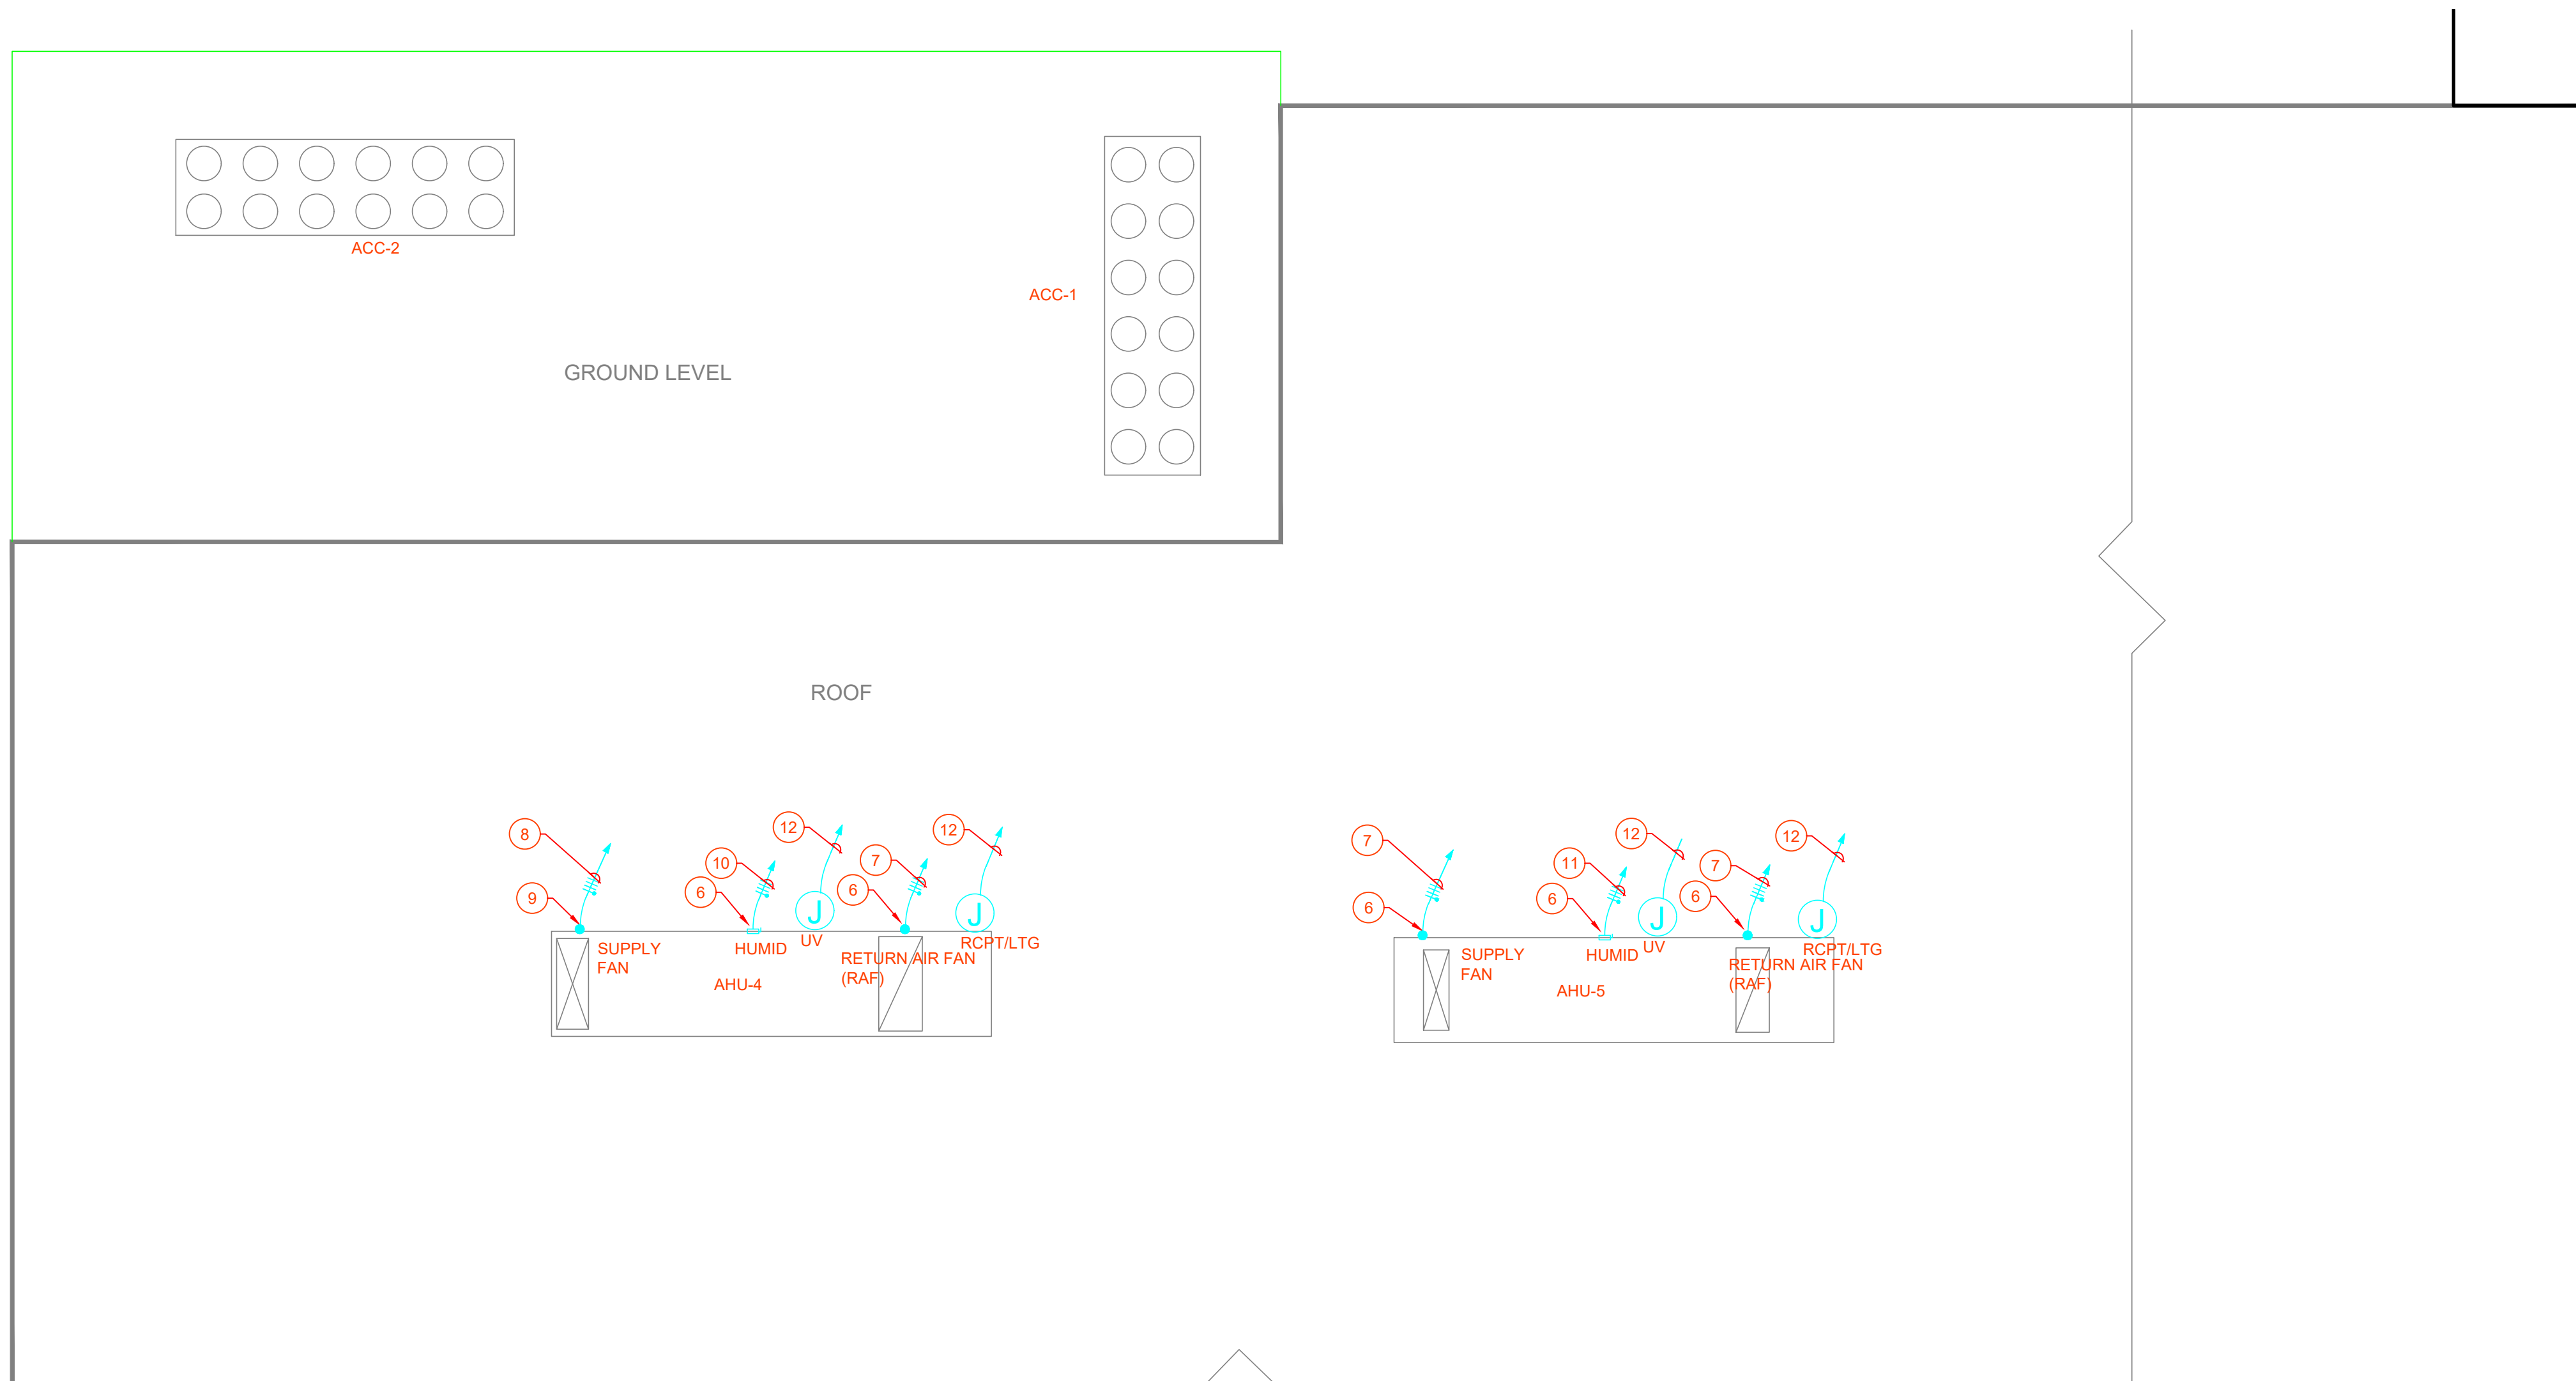 ACC-2
ACC-1
GROUND LEVEL
ROOF
8
9
10
6
12
7
6
12
J
J
SUPPLY
FAN
HUMID
UV
RETURN AIR FAN
(RAF)
RCPT/LTG
AHU-4
7
6
11
6
12
7
6
12
J
J
SUPPLY
FAN
HUMID
UV
RETURN AIR FAN
(RAF)
RCPT/LTG
AHU-5